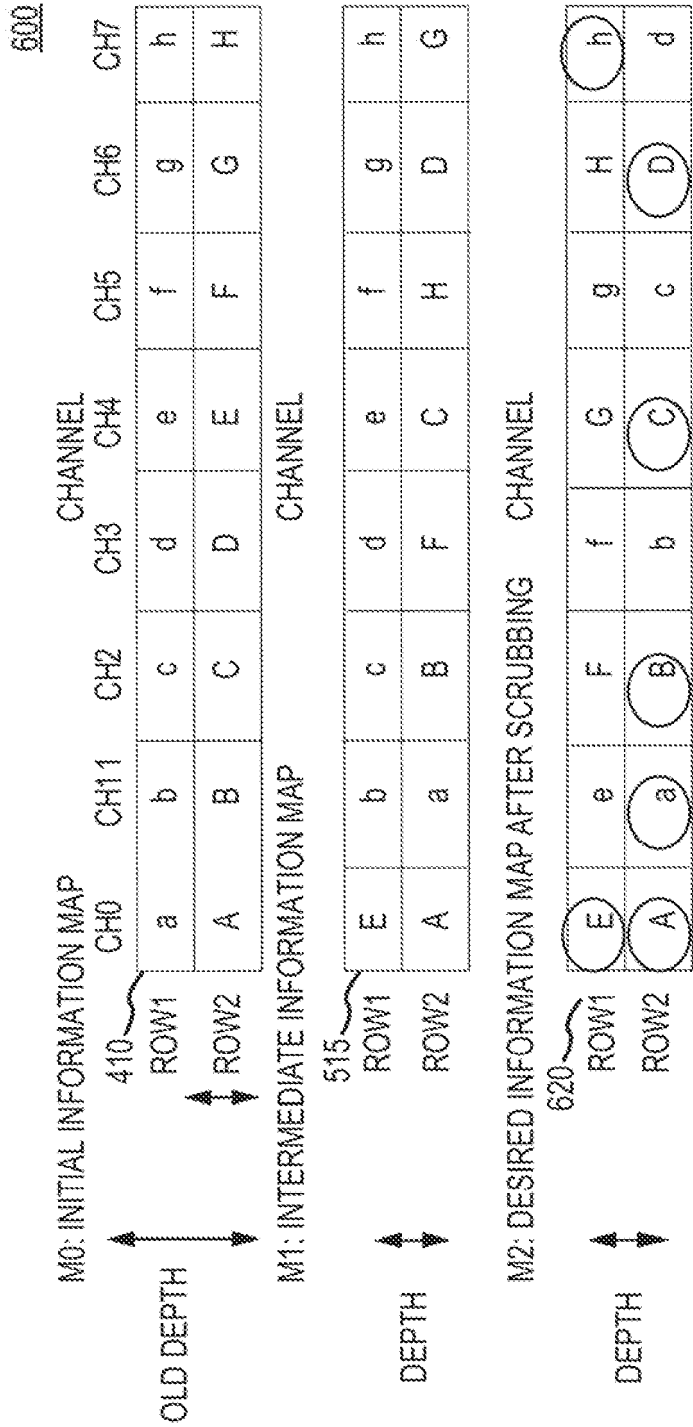 600
M0: INITIAL INFORMATION MAP
CHANNEL
CH0 CH11 CH2 CH3 CH4 CH5 CH6 CH7
410
OLD DEPTH
ROW1 a b c d e f g h
ROW2 A B C D E F G H
M1: INTERMEDIATE INFORMATION MAP
CHANNEL
515
DEPTH
ROW1 E b c d e f g h
ROW2 A a B F C H D G
M2: DESIRED INFORMATION MAP AFTER SCRUBBING
CHANNEL
620
DEPTH
ROW1 E e F f G g H h
ROW2 A a B b C c D d